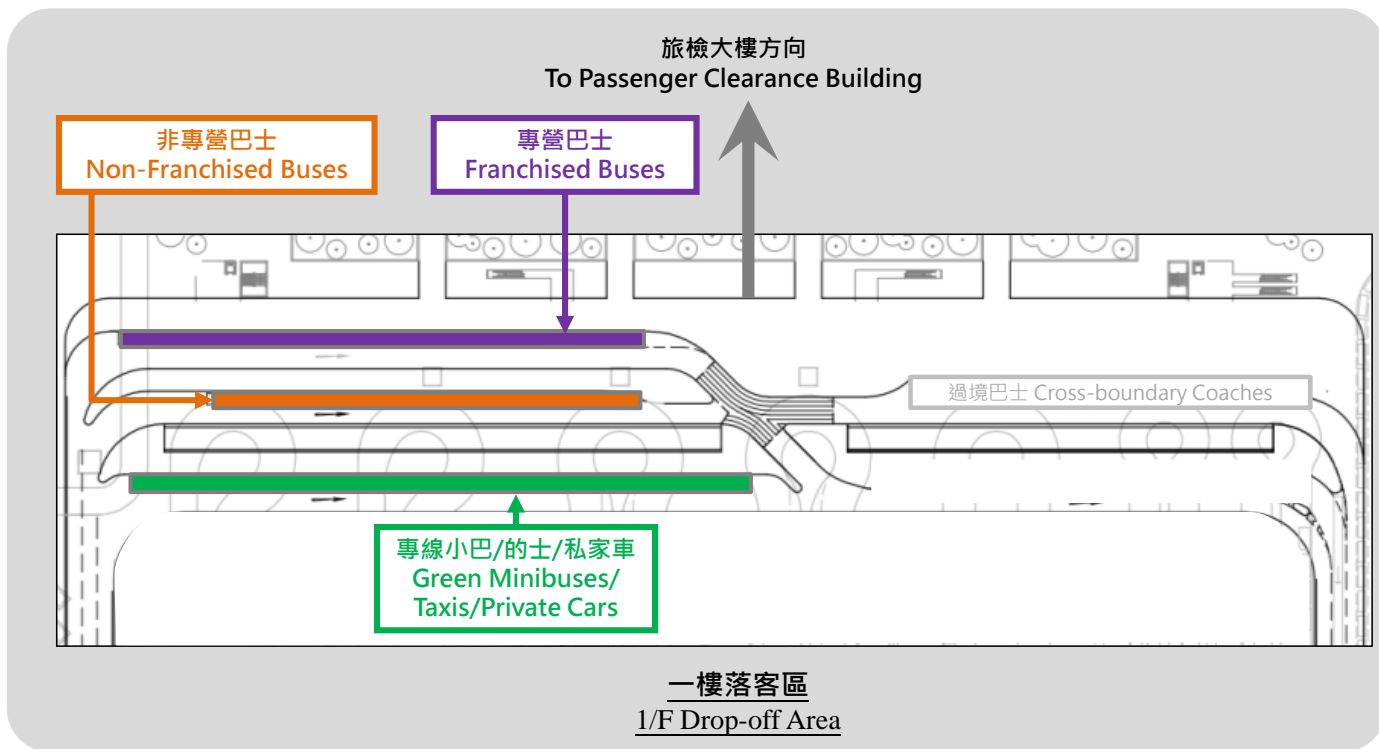 旅檢大樓方向
To Passenger Clearance Building
非專營巴士
Non-Franchised Buses
專營巴士
Franchised Buses
過境巴士 Cross-boundary Coaches
專線小巴/的士/私家車
Green Minibuses/
Taxis/Private Cars
一樓落客區
1/F Drop-off Area